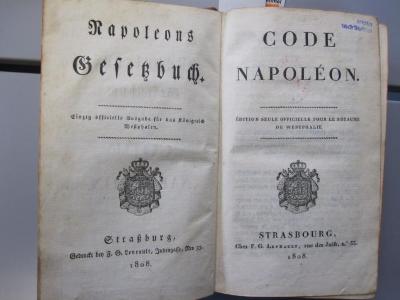 Napoleons
Gesetzbuch.
Einzig officielle Ausgabe für das Königreich
Westphalen.
Straßburg,
Gedruckt bey F. G. Levrault, Judengasse, Nro 33.
1808.
CODE
NAPOLÉON.
ÉDITION SEULE OFFICIELLE POUR LE ROYAUME
DE WESTPHALIE.
STRASBOURG,
Chez F. G. LEVRAULT, rue des Juifs, n.º 33.
1808.